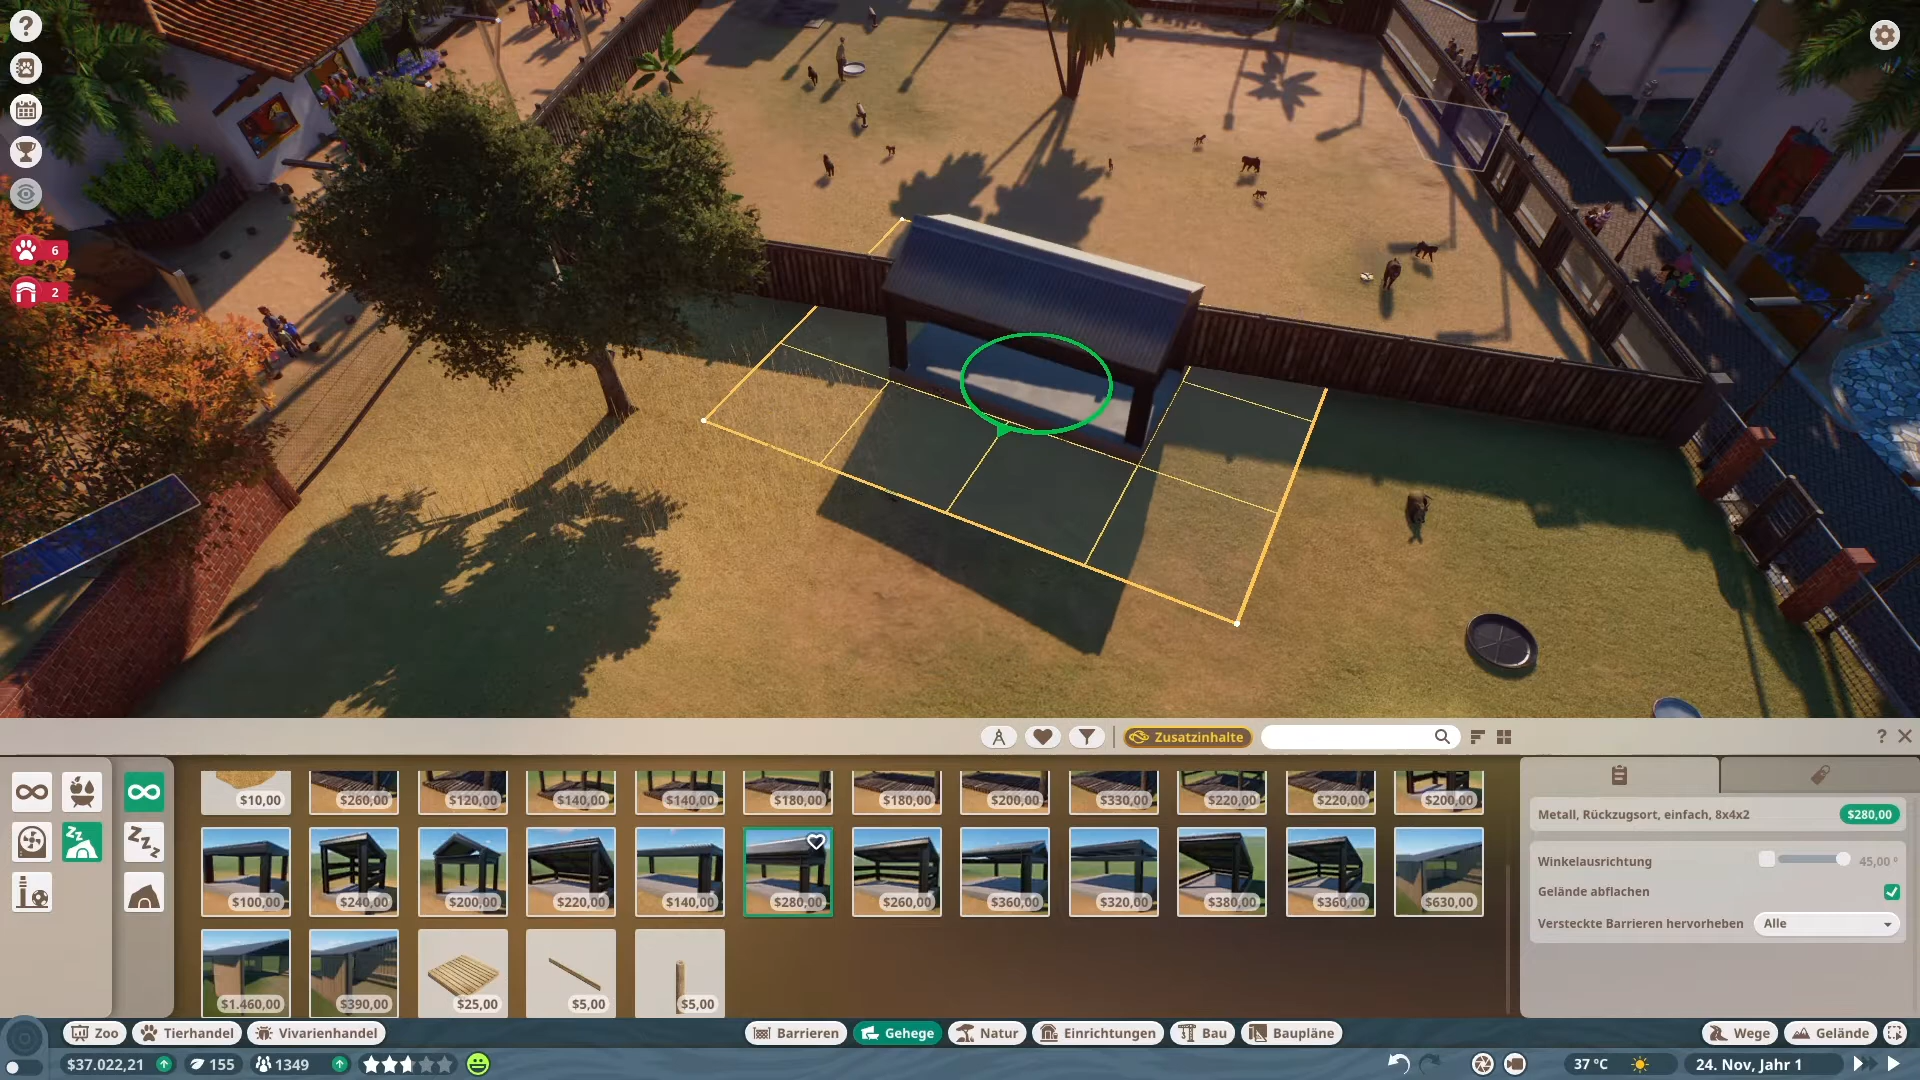 ?
6
2
Zusatzinhalte
?
$10,00
$260,00
$120,00
$140,00
$140,00
$180,00
$180,00
$200,00
$330,00
$220,00
$220,00
$200,00
$100,00
$240,00
$200,00
$220,00
$140,00
$280,00
$260,00
$360,00
$320,00
$380,00
$360,00
$630,00
$1.460,00
$390,00
$25,00
$5,00
$5,00
Metall, Rückzugsort, einfach, 8x4x2
$280,00
Winkelausrichtung
45,00 °
Gelände abflachen
Versteckte Barrieren hervorheben
Alle
Zoo
Tierhandel
Vivarienhandel
Barrieren
Gehege
Natur
Einrichtungen
Bau
Baupläne
Wege
Gelände
$37.022,21
155
1349
37 °C
24. Nov, Jahr 1